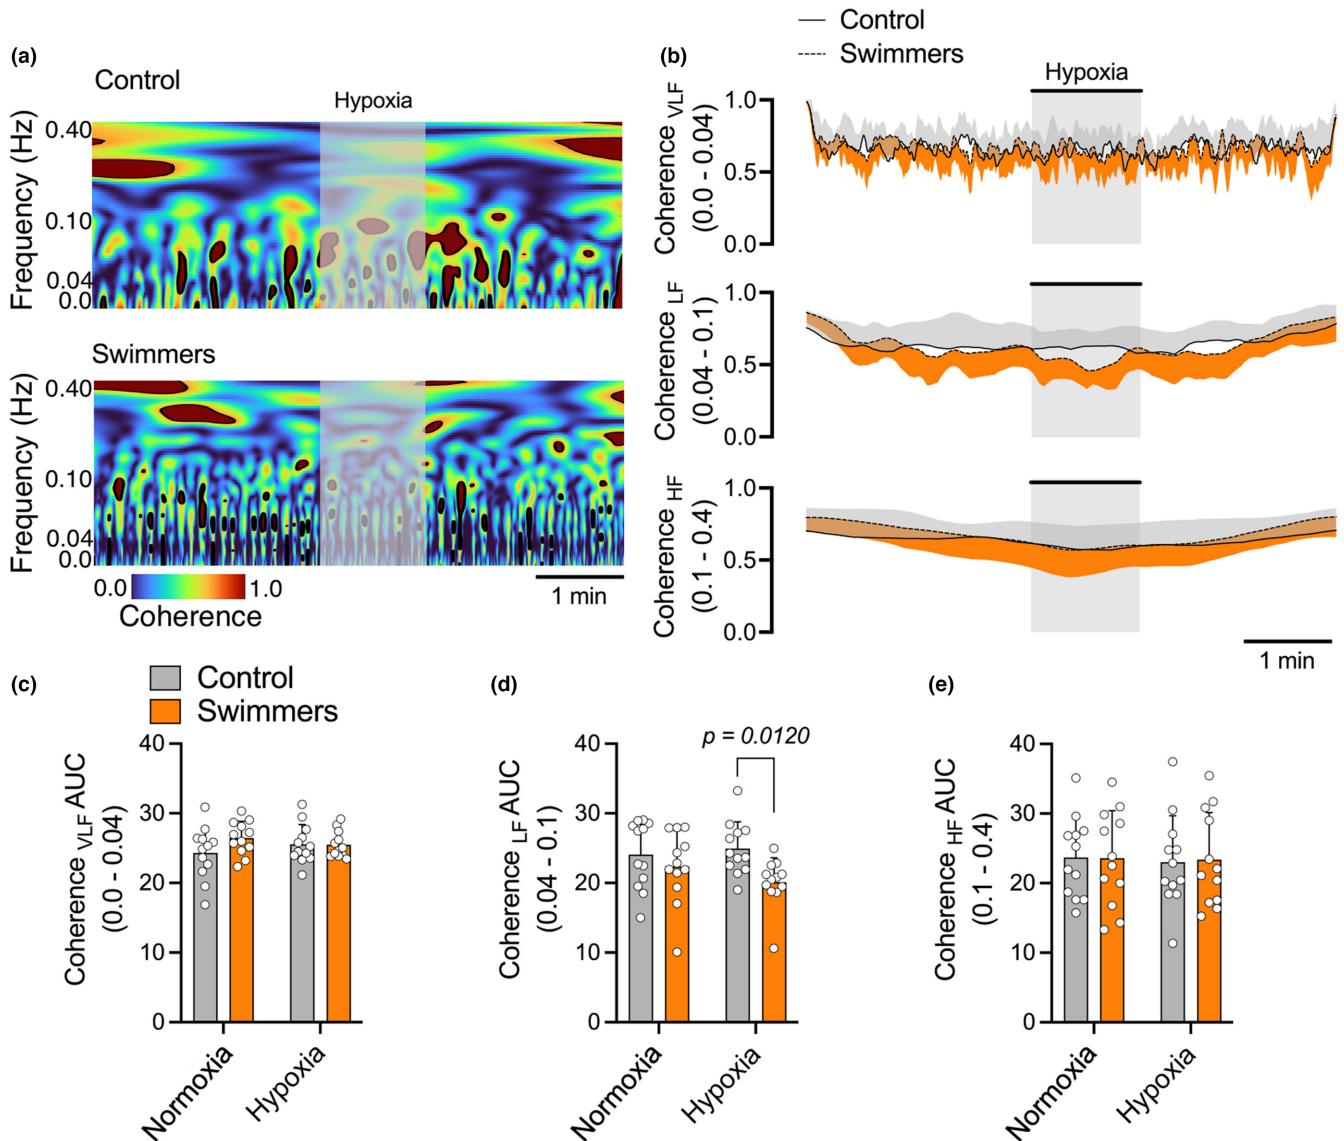 (a)
Control
Hypoxia
Frequency (Hz)
0.40
0.10
0.04
0.0
Swimmers
Frequency (Hz)
0.40
0.10
0.04
0.0
0.0 1.0
Coherence
1 min
(b)
Control
Swimmers
Hypoxia
Coherence VLF
(0.0 - 0.04)
1.0
0.5
0.0
Coherence LF
(0.04 - 0.1)
1.0
0.5
0.0
Coherence HF
(0.1 - 0.4)
1.0
0.5
0.0
1 min
(c)
Control
Swimmers
Coherence VLF AUC
(0.0 - 0.04)
40
30
20
10
0
Normoxia
Hypoxia
(d)
p = 0.0120
Coherence LF AUC
(0.04 - 0.1)
40
30
20
10
0
Normoxia
Hypoxia
(e)
Coherence HF AUC
(0.1 - 0.4)
40
30
20
10
0
Normoxia
Hypoxia